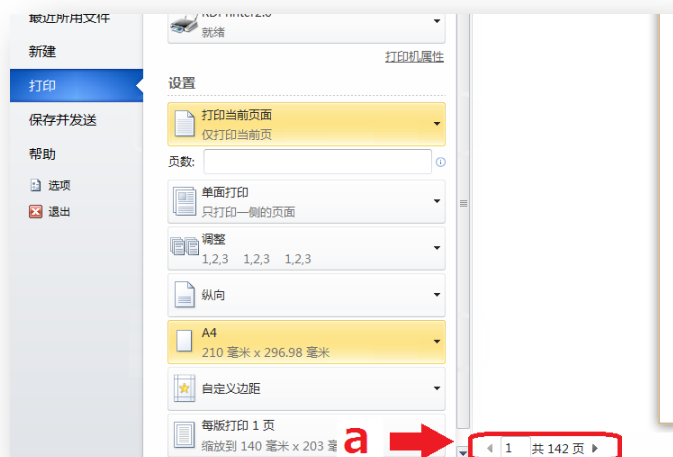 最近所用文件
新建
打印
保存并发送
帮助
选项
退出
就绪
打印机属性
设置
打印当前页面
仅打印当前页
页数:
单面打印
只打印一侧的页面
调整
1,2,3 1,2,3 1,2,3
纵向
A4
210 毫米 x 296.98 毫米
自定义边距
每版打印 1 页
缩放到 140 毫米 x 203 毫
a
1 共 142 页